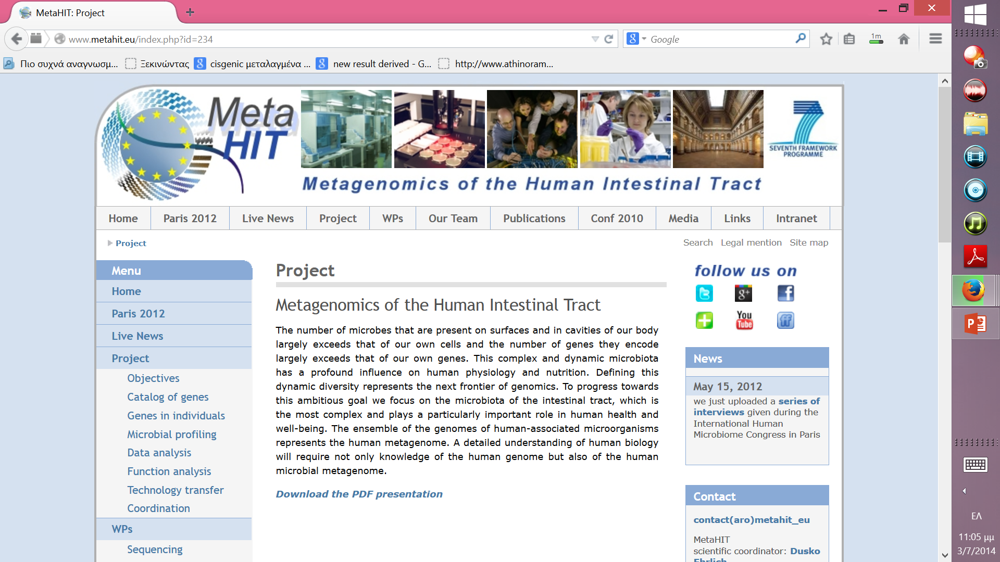 MetaHIT: Project
www.metahit.eu/index.php?id=234
Google
1m
Πιο συχνά αναγνωσμ...
Ξεκινώντας
cisgenic μεταλαγμένα ...
new result derived - G...
http://www.athinoram...
Meta
HIT
SEVENTH FRAMEWORK
PROGRAMME
Metagenomics of the Human Intestinal Tract
Home Paris 2012 Live News Project WPs Our Team Publications Conf 2010 Media Links Intranet
Project
Search Legal mention Site map
Menu
Home
Paris 2012
Live News
Project
Objectives
Catalog of genes
Genes in individuals
Microbial profiling
Data analysis
Function analysis
Technology transfer
Coordination
WPs
Sequencing
Project
Metagenomics of the Human Intestinal Tract
The number of microbes that are present on surfaces and in cavities of our body
largely exceeds that of our own cells and the number of genes they encode
largely exceeds that of our own genes. This complex and dynamic microbiota
has a profound influence on human physiology and nutrition. Defining this
dynamic diversity represents the next frontier of genomics. To progress towards
this ambitious goal we focus on the microbiota of the intestinal tract, which is
the most complex and plays a particularly important role in human health and
well-being. The ensemble of the genomes of human-associated microorganisms
represents the human metagenome. A detailed understanding of human biology
will require not only knowledge of the human genome but also of the human
microbial metagenome.
Download the PDF presentation
follow us on
You
Tube
News
May 15, 2012
we just uploaded a series of
interviews given during the
International Human
Microbiome Congress in Paris
Contact
contact(aro)metahit_eu
MetaHIT
scientific coordinator: Dusko
Ehrlich
ΕΛ
11:05 μμ
3/7/2014